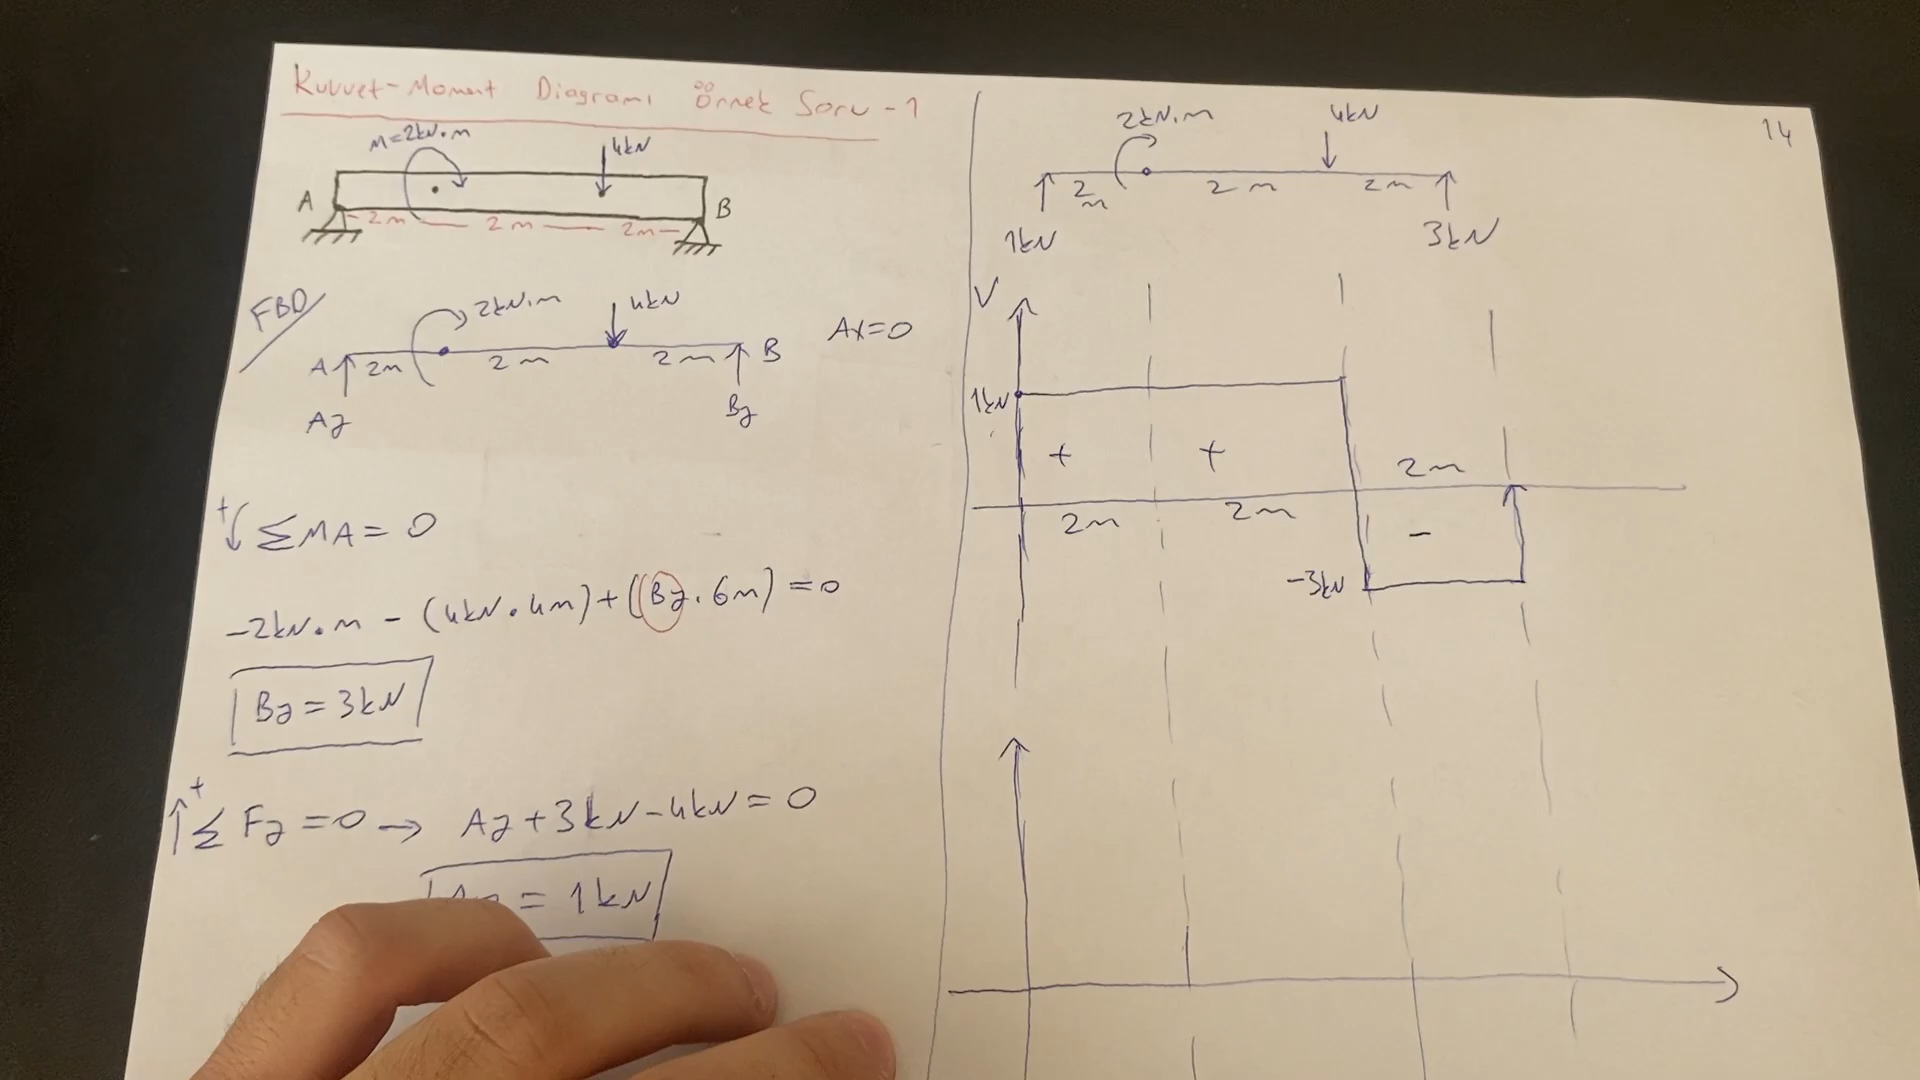 Kuvvet-Moment Diagramı Örnek Soru-1
M=2kN.m
4kN
A
B
2m
2m
2m
FBD
2kN.m
4kN
Ax=0
A
2m
2m
2m
B
Ay
By
+ ΣMA=0
-2kN.m - (4kN.4m)+(By.6m)=0
By=3kN
+ ΣFy=0→ Ay+3kN-4kN=0
= 1kN
14
2kN.m
4kN
2m
2m
2m
1kN
3kN
V
1kN
+
+
2m
2m
2m
-
-3kN